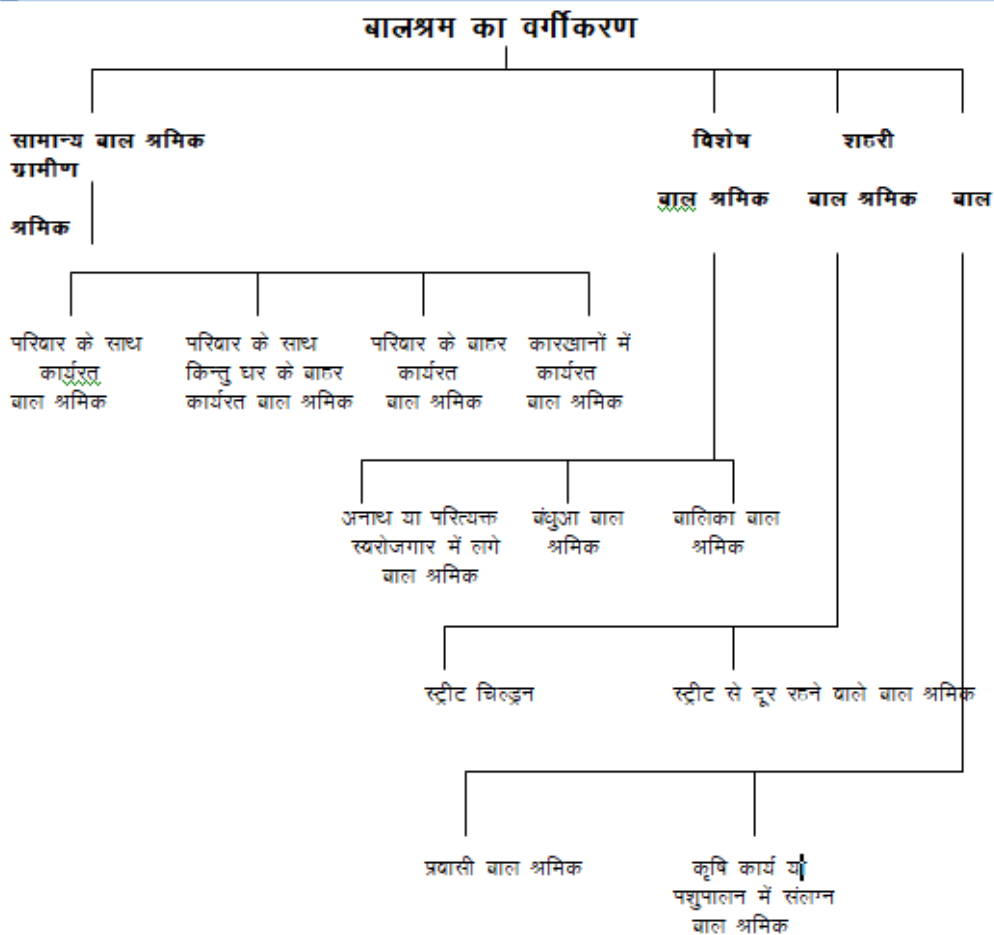 बालश्रम का वर्गीकरण
सामान्य बाल श्रमिक विशेष शहरी
ग्रामीण
बाल श्रमिक बाल श्रमिक बाल
श्रमिक
परिवार के साथ परिवार के साथ परिवार के बाहर कारखानों में
कार्यरत किन्तु घर के बाहर कार्यरत कार्यरत
बाल श्रमिक कार्यरत बाल श्रमिक बाल श्रमिक बाल श्रमिक
अनाथ या परित्यक्त बंधुआ बाल बालिका बाल
स्वरोजगार में लगे श्रमिक श्रमिक
बाल श्रमिक
स्ट्रीट चिल्ड्रन स्ट्रीट से दूर रहने वाले बाल श्रमिक
प्रवासी बाल श्रमिक कृषि कार्य या
पशुपालन में संलग्न
बाल श्रमिक